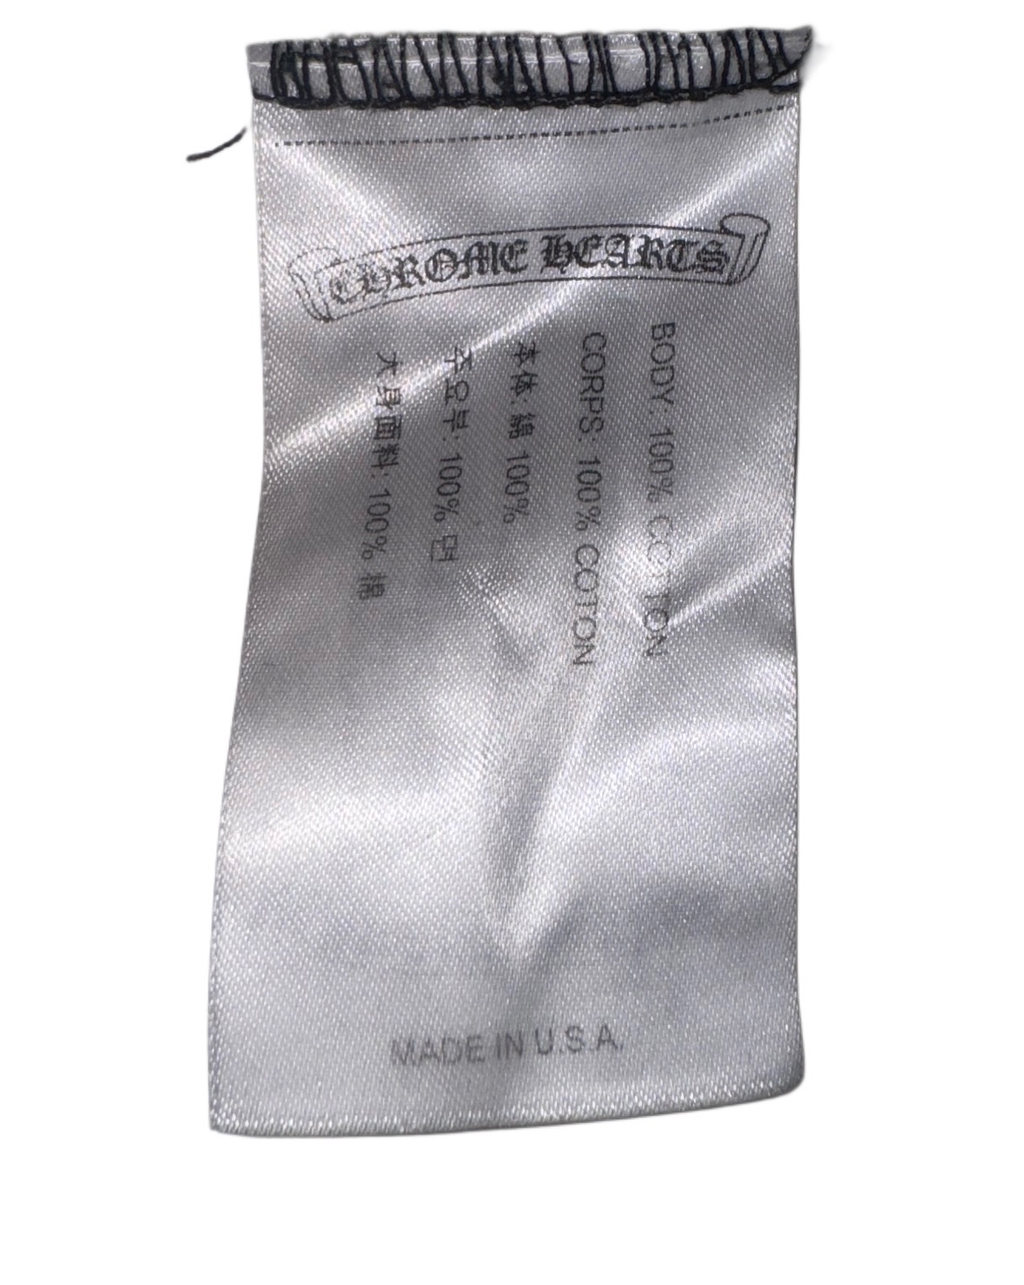 CHROME HEARTS
BODY: 100% COTTON
CORPS: 100% COTON
本体: 綿 100%
주요부: 100% 면
大身面料: 100% 棉
MADE IN U.S.A.